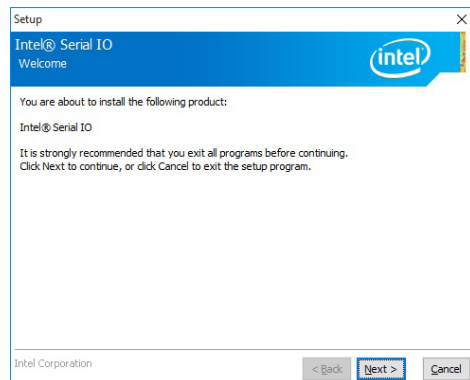 Setup
Intel® Serial IO
Welcome
intel
You are about to install the following product:
Intel® Serial IO
It is strongly recommended that you exit all programs before continuing.
Click Next to continue, or click Cancel to exit the setup program.
Intel Corporation
< Back
Next >
Cancel